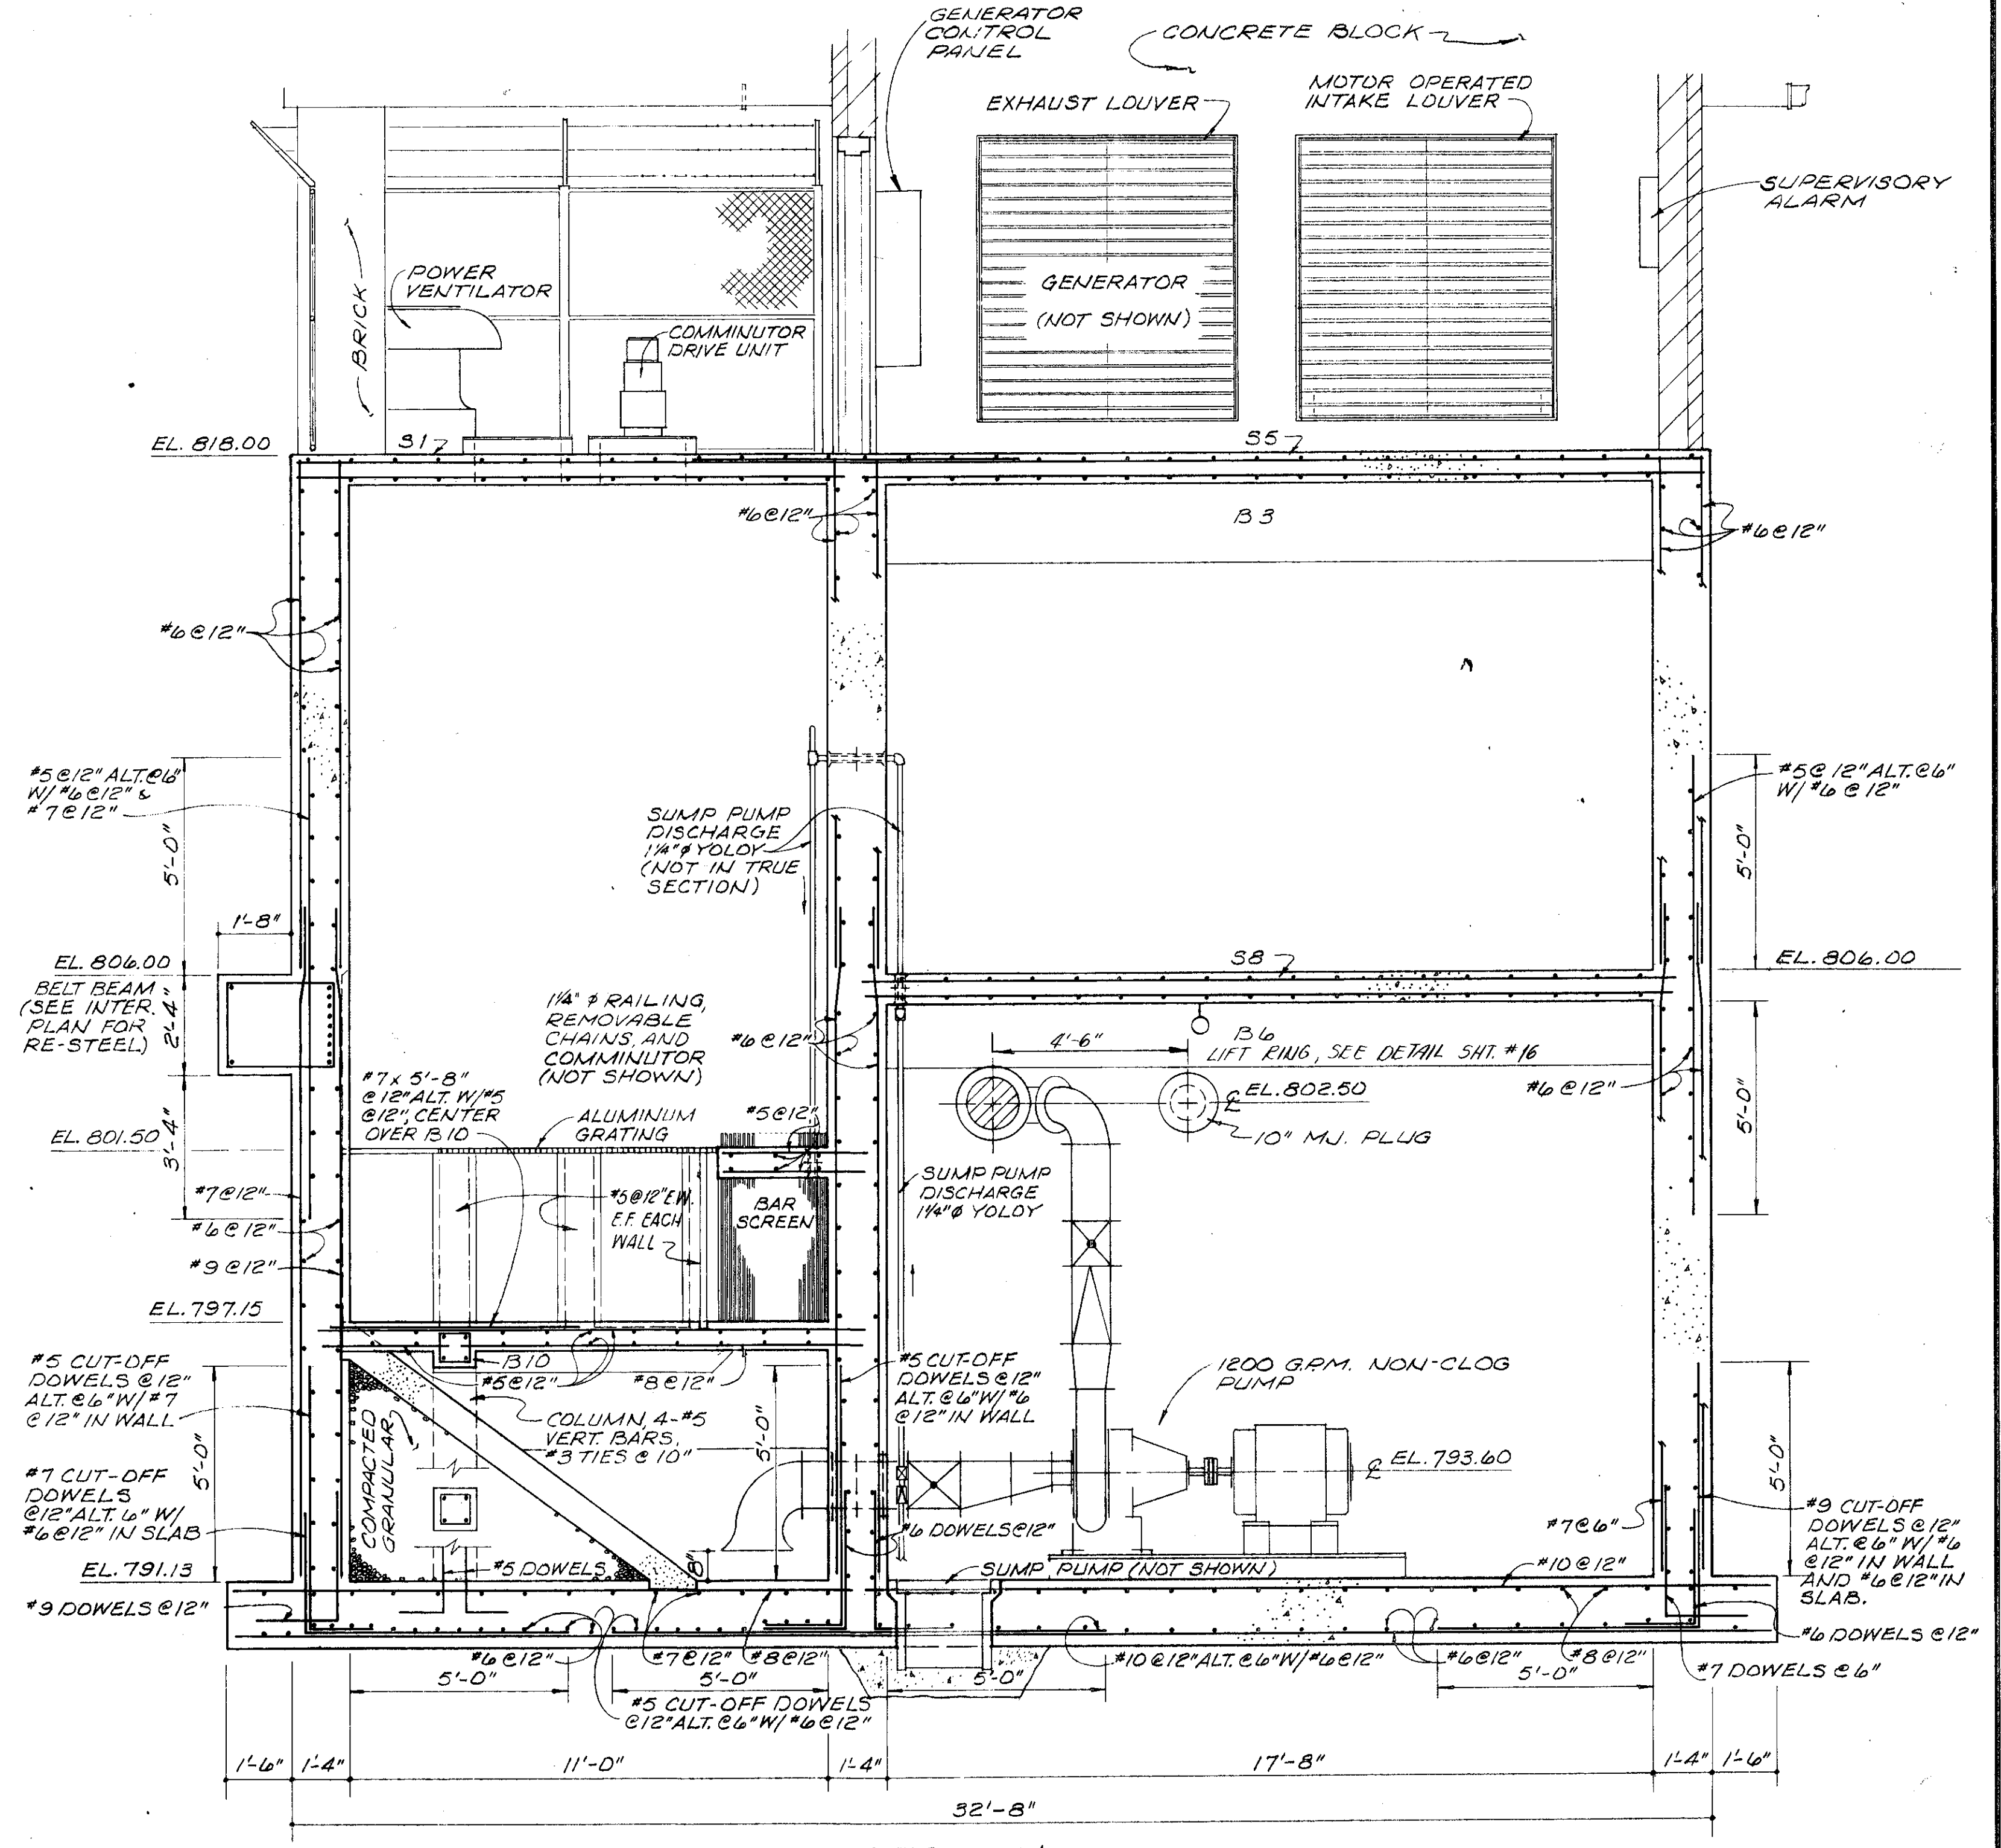 GENERATOR
CONTROL
PANEL
CONCRETE BLOCK
EXHAUST LOUVER
MOTOR OPERATED
INTAKE LOUVER
SUPERVISORY
ALARM
BRICK
POWER
VENTILATOR
COMMINUTOR
DRIVE UNIT
GENERATOR
(NOT SHOWN)
EL. 818.00
S1
S5
#6@12"
B3
#6@12"
#6@12"
#5@12" ALT.@6"
W/#6@12" &
#7@12"
5'-0"
SUMP PUMP
DISCHARGE
1¼"φ YOLOY
(NOT IN TRUE
SECTION)
#5@12" ALT.@6"
W/#6@12"
5'-0"
1'-8"
EL. 806.00
S8
EL. 806.00
BELT BEAM
(SEE INTER.
PLAN FOR
RE-STEEL)
2'-4"
1¼" φ RAILING,
REMOVABLE
CHAINS, AND
COMMINUTOR
(NOT SHOWN)
#6@12"
4'-6"
B6
LIFT RING, SEE DETAIL SHT. #16
#6@12"
5'-0"
#7x 5'-8"
@12" ALT. W/#5
@12", CENTER
OVER B10
ALUMINUM
GRATING
#5@12"
℄ EL. 802.50
10" MJ. PLUG
EL. 801.50
3'-4"
#7@12"
#6@12"
#9@12"
#5@12" E.W.
E.F. EACH
WALL
BAR
SCREEN
SUMP PUMP
DISCHARGE
1¼"φ YOLOY
EL. 797.15
#5 CUT-OFF
DOWELS @12"
ALT.@6" W/#7
@12" IN WALL
5'-0"
B10
#5@12"
#8@12"
#5 CUT-OFF
DOWELS@12"
ALT.@6" W/#6
@12" IN WALL
1200 G.P.M. NON-CLOG
PUMP
COMPACTED
GRANULAR
COLUMN, 4-#5
VERT. BARS,
#3 TIES @ 10"
5'-0"
℄ EL. 793.60
5'-0"
#7 CUT-OFF
DOWELS
@12" ALT. 6" W/
#6@12" IN SLAB
EL. 791.13
#9 DOWELS @12"
#5 DOWELS
8"
#6 DOWELS@12"
SUMP PUMP (NOT SHOWN)
#7@6"
#10@12"
#9 CUT-OFF
DOWELS @12"
ALT. @6" W/#6
@12" IN WALL
AND #6@12" IN
SLAB.
#6@12"
#7@12"
#8@12"
#10@12" ALT.@6" W/#6@12"
#6@12"
#8@12"
#6 DOWELS @12"
#7 DOWELS @6"
5'-0"
5'-0"
5'-0"
5'-0"
#5 CUT-OFF DOWELS
@12" ALT.@6" W/#6@12"
1'-6"
1'-4"
11'-0"
1'-4"
17'-8"
1'-4"
1'-6"
32'-8"